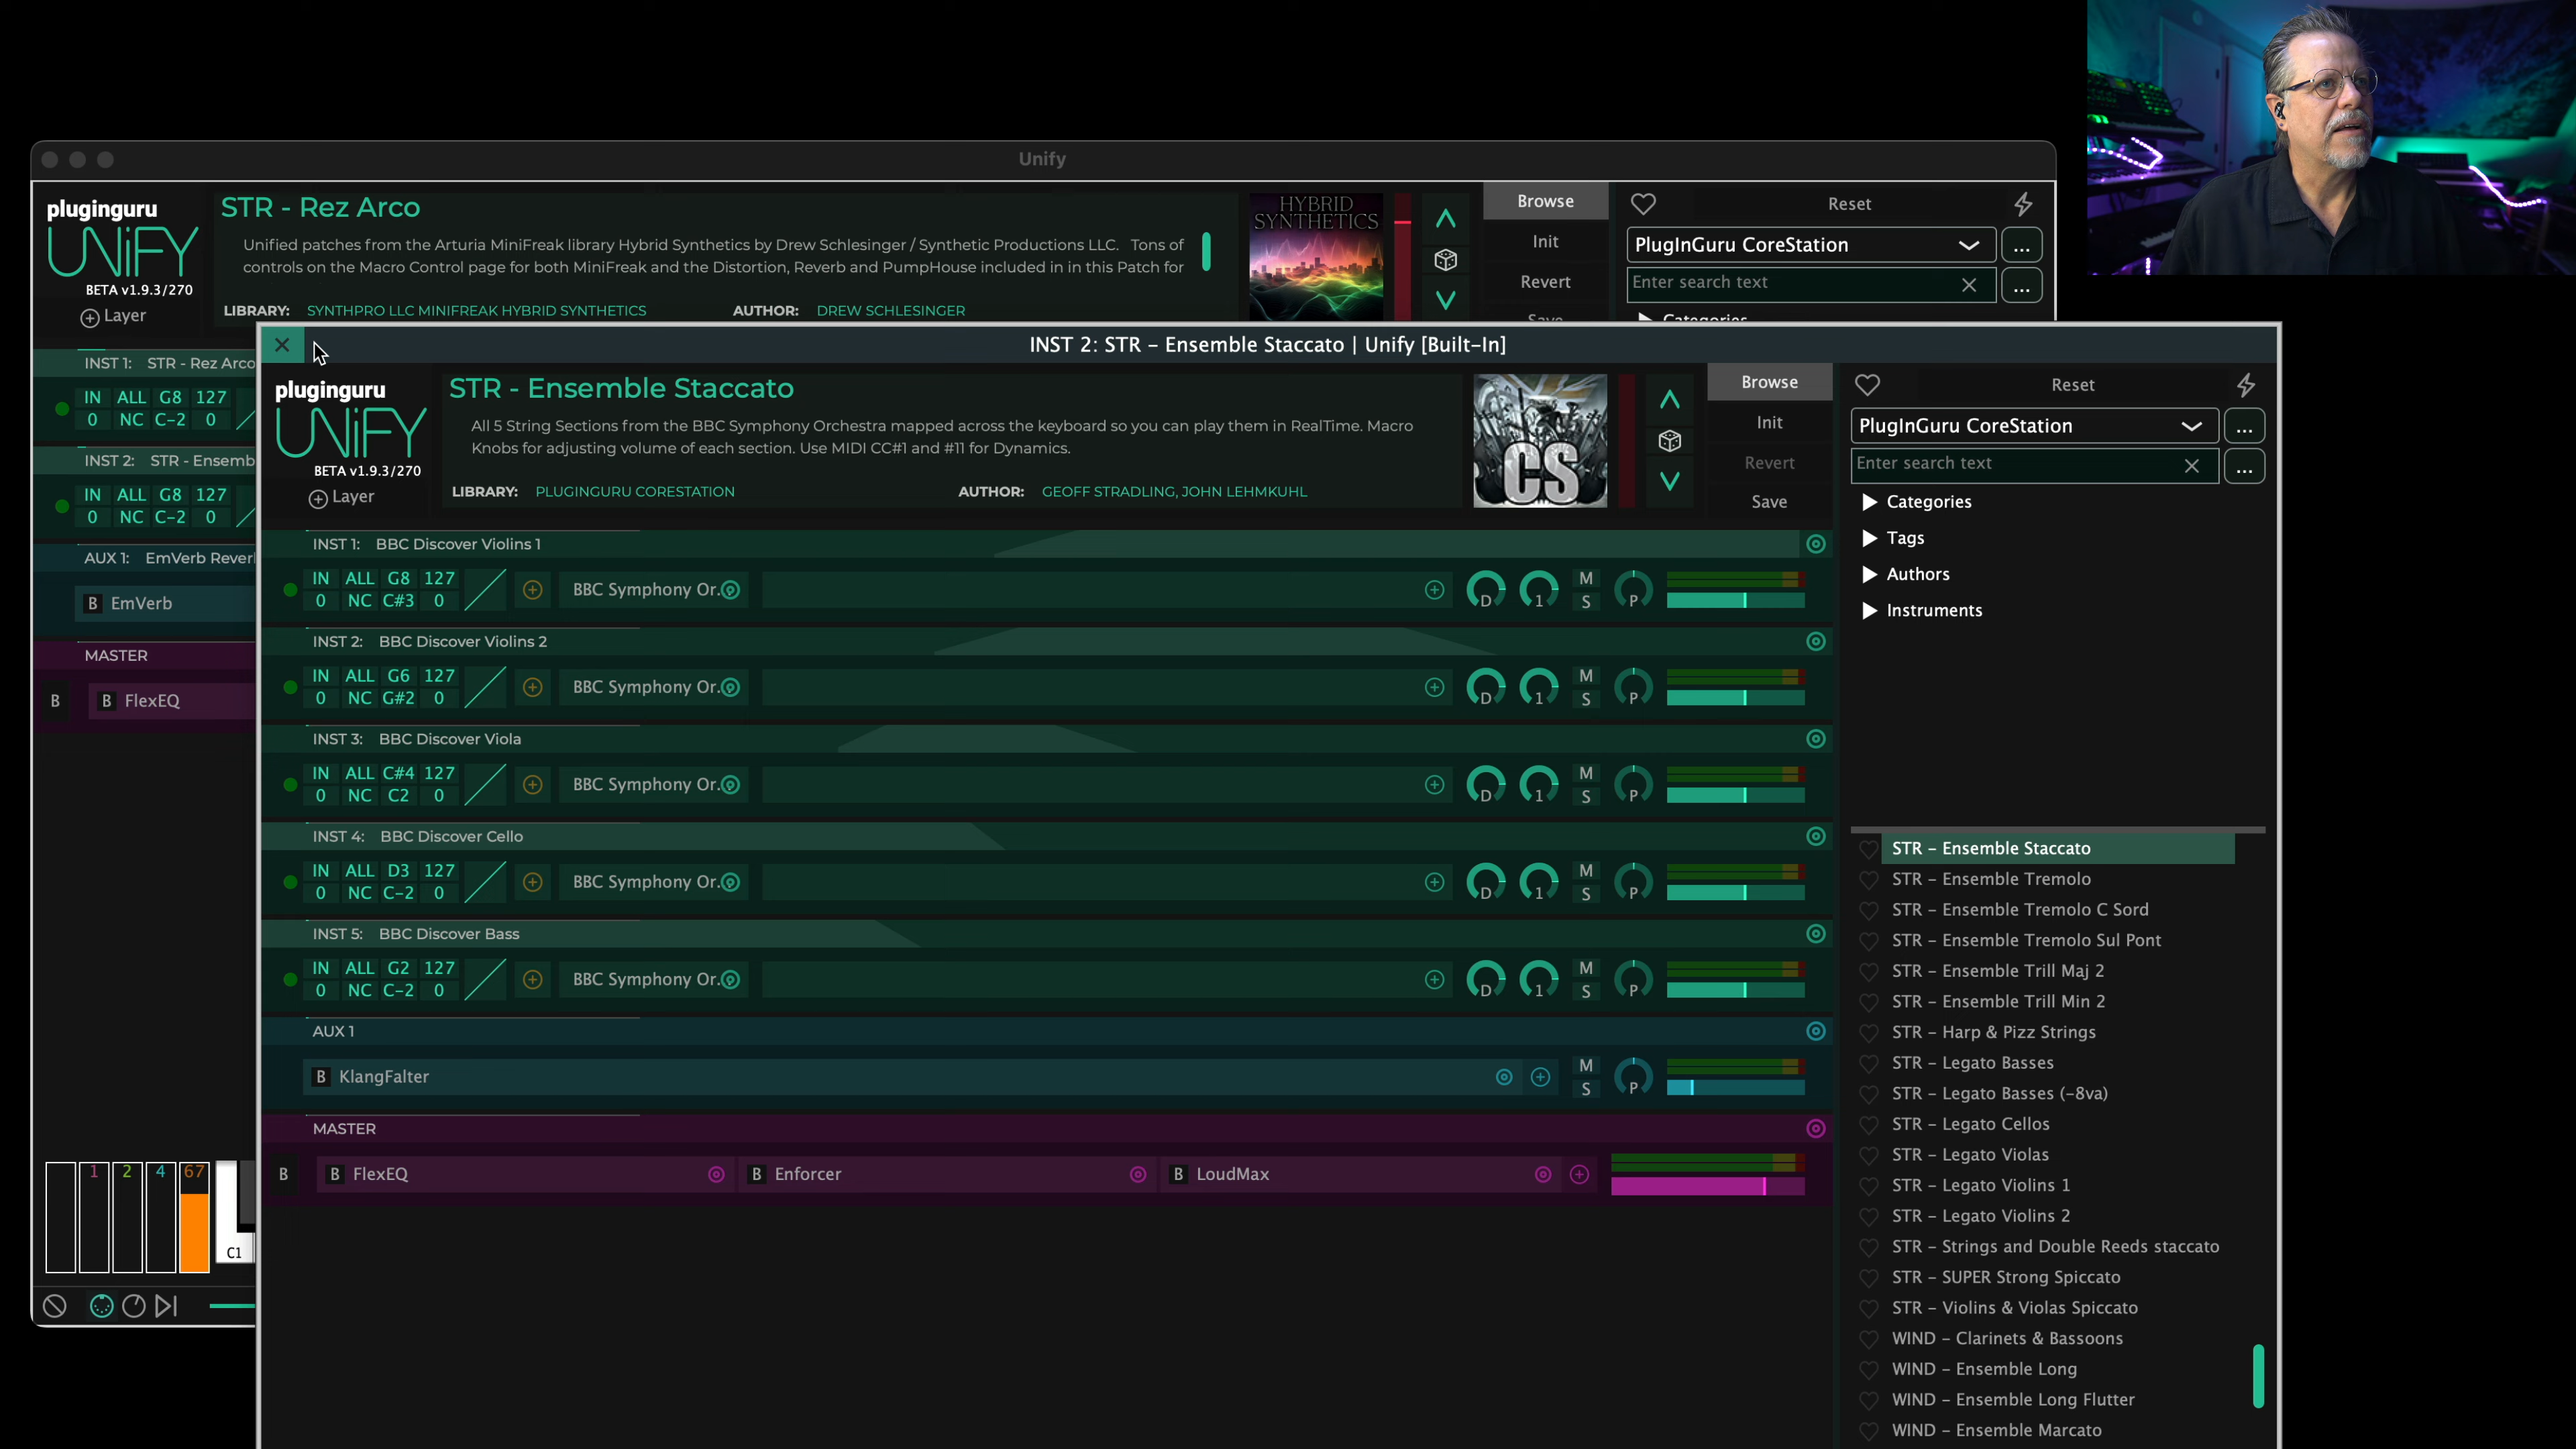 Unify
pluginguru
UNIFY
BETA v1.9.3/270
+ Layer
STR - Rez Arco
Unified patches from the Arturia MiniFreak library Hybrid Synthetics by Drew Schlesinger / Synthetic Productions LLC. Tons of
controls on the Macro Control page for both MiniFreak and the Distortion, Reverb and PumpHouse included in in this Patch for
LIBRARY: SYNTHPRO LLC MINIFREAK HYBRID SYNTHETICS AUTHOR: DREW SCHLESINGER
HYBRID
SYNTHETICS
Browse
Init
Revert
Save
Reset
PlugInGuru CoreStation
...
Enter search text
...
Categories
INST 1: STR - Rez Arco
IN ALL G8 127
0 NC C-2 0
INST 2: STR - Ensemb
IN ALL G8 127
0 NC C-2 0
AUX 1: EmVerb Rever
B EmVerb
MASTER
B B FlexEQ
1 2 4 67
C1
INST 2: STR – Ensemble Staccato | Unify [Built-In]
pluginguru
UNIFY
BETA v1.9.3/270
+ Layer
STR - Ensemble Staccato
All 5 String Sections from the BBC Symphony Orchestra mapped across the keyboard so you can play them in RealTime. Macro
Knobs for adjusting volume of each section. Use MIDI CC#1 and #11 for Dynamics.
LIBRARY: PLUGINGURU CORESTATION AUTHOR: GEOFF STRADLING, JOHN LEHMKUHL
CS
Browse
Init
Revert
Save
Reset
PlugInGuru CoreStation
...
Enter search text
...
Categories
Tags
Authors
Instruments
INST 1: BBC Discover Violins 1
IN ALL G8 127
0 NC C#3 0
BBC Symphony Or.
D 1 M S P
INST 2: BBC Discover Violins 2
IN ALL G6 127
0 NC G#2 0
BBC Symphony Or.
D 1 M S P
INST 3: BBC Discover Viola
IN ALL C#4 127
0 NC C2 0
BBC Symphony Or.
D 1 M S P
INST 4: BBC Discover Cello
IN ALL D3 127
0 NC C-2 0
BBC Symphony Or.
D 1 M S P
INST 5: BBC Discover Bass
IN ALL G2 127
0 NC C-2 0
BBC Symphony Or.
D 1 M S P
AUX 1
B KlangFalter
M S P
MASTER
B B FlexEQ B Enforcer B LoudMax
STR – Ensemble Staccato
STR – Ensemble Tremolo
STR – Ensemble Tremolo C Sord
STR – Ensemble Tremolo Sul Pont
STR – Ensemble Trill Maj 2
STR – Ensemble Trill Min 2
STR – Harp & Pizz Strings
STR – Legato Basses
STR – Legato Basses (-8va)
STR – Legato Cellos
STR – Legato Violas
STR – Legato Violins 1
STR – Legato Violins 2
STR – Strings and Double Reeds staccato
STR – SUPER Strong Spiccato
STR – Violins & Violas Spiccato
WIND – Clarinets & Bassoons
WIND – Ensemble Long
WIND – Ensemble Long Flutter
WIND – Ensemble Marcato